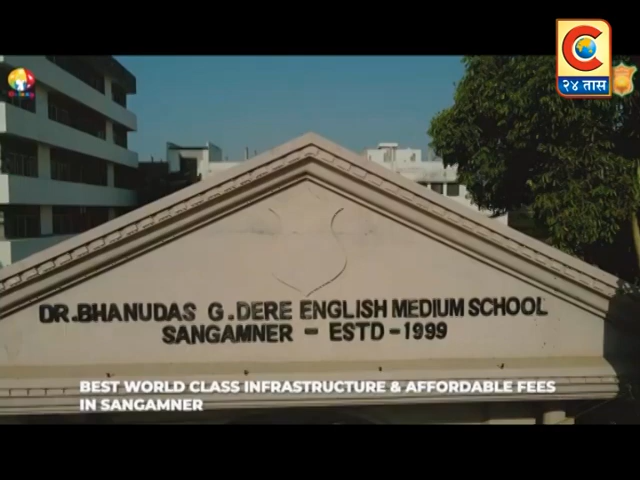 C
२४ तास
DR.BHANUDAS G.DERE ENGLISH MEDIUM SCHOOL
SANGAMNER - ESTD-1999
BEST WORLD CLASS INFRASTRUCTURE & AFFORDABLE FEES
IN SANGAMNER